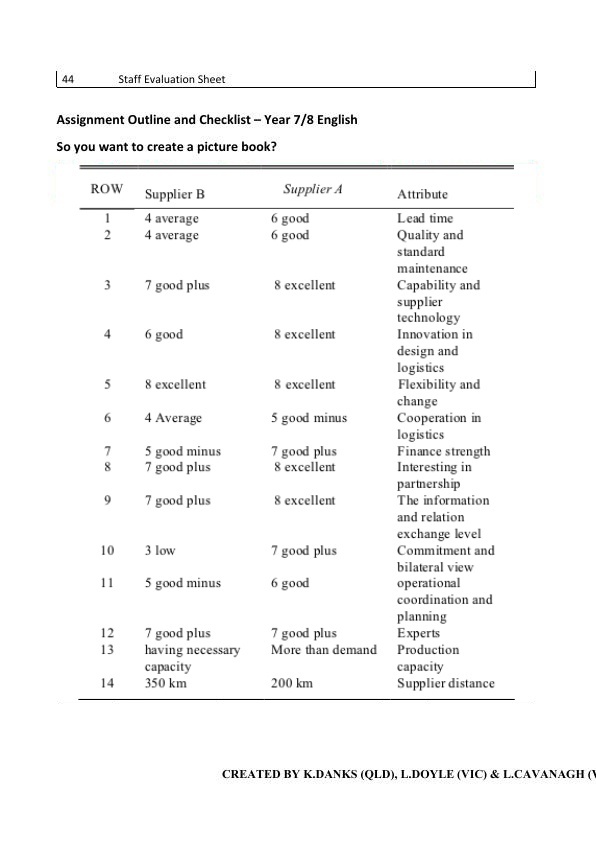 44 Staff Evaluation Sheet
Assignment Outline and Checklist – Year 7/8 English
So you want to create a picture book?
ROW Supplier B Supplier A Attribute
1 4 average 6 good Lead time
2 4 average 6 good Quality and
standard
maintenance
3 7 good plus 8 excellent Capability and
supplier
technology
4 6 good 8 excellent Innovation in
design and
logistics
5 8 excellent 8 excellent Flexibility and
change
6 4 Average 5 good minus Cooperation in
logistics
7 5 good minus 7 good plus Finance strength
8 7 good plus 8 excellent Interesting in
partnership
9 7 good plus 8 excellent The information
and relation
exchange level
10 3 low 7 good plus Commitment and
bilateral view
11 5 good minus 6 good operational
coordination and
planning
12 7 good plus 7 good plus Experts
13 having necessary More than demand Production
capacity capacity
14 350 km 200 km Supplier distance
CREATED BY K.DANKS (QLD), L.DOYLE (VIC) & L.CAVANAGH (